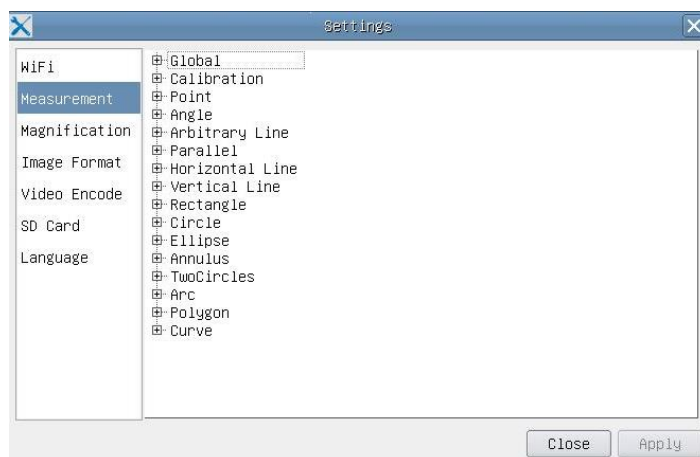 Settings
WiFi
Measurement
Magnification
Image Format
Video Encode
SD Card
Language
Global
Calibration
Point
Angle
Arbitrary Line
Parallel
Horizontal Line
Vertical Line
Rectangle
Circle
Ellipse
Annulus
TwoCircles
Arc
Polygon
Curve
Close
Apply